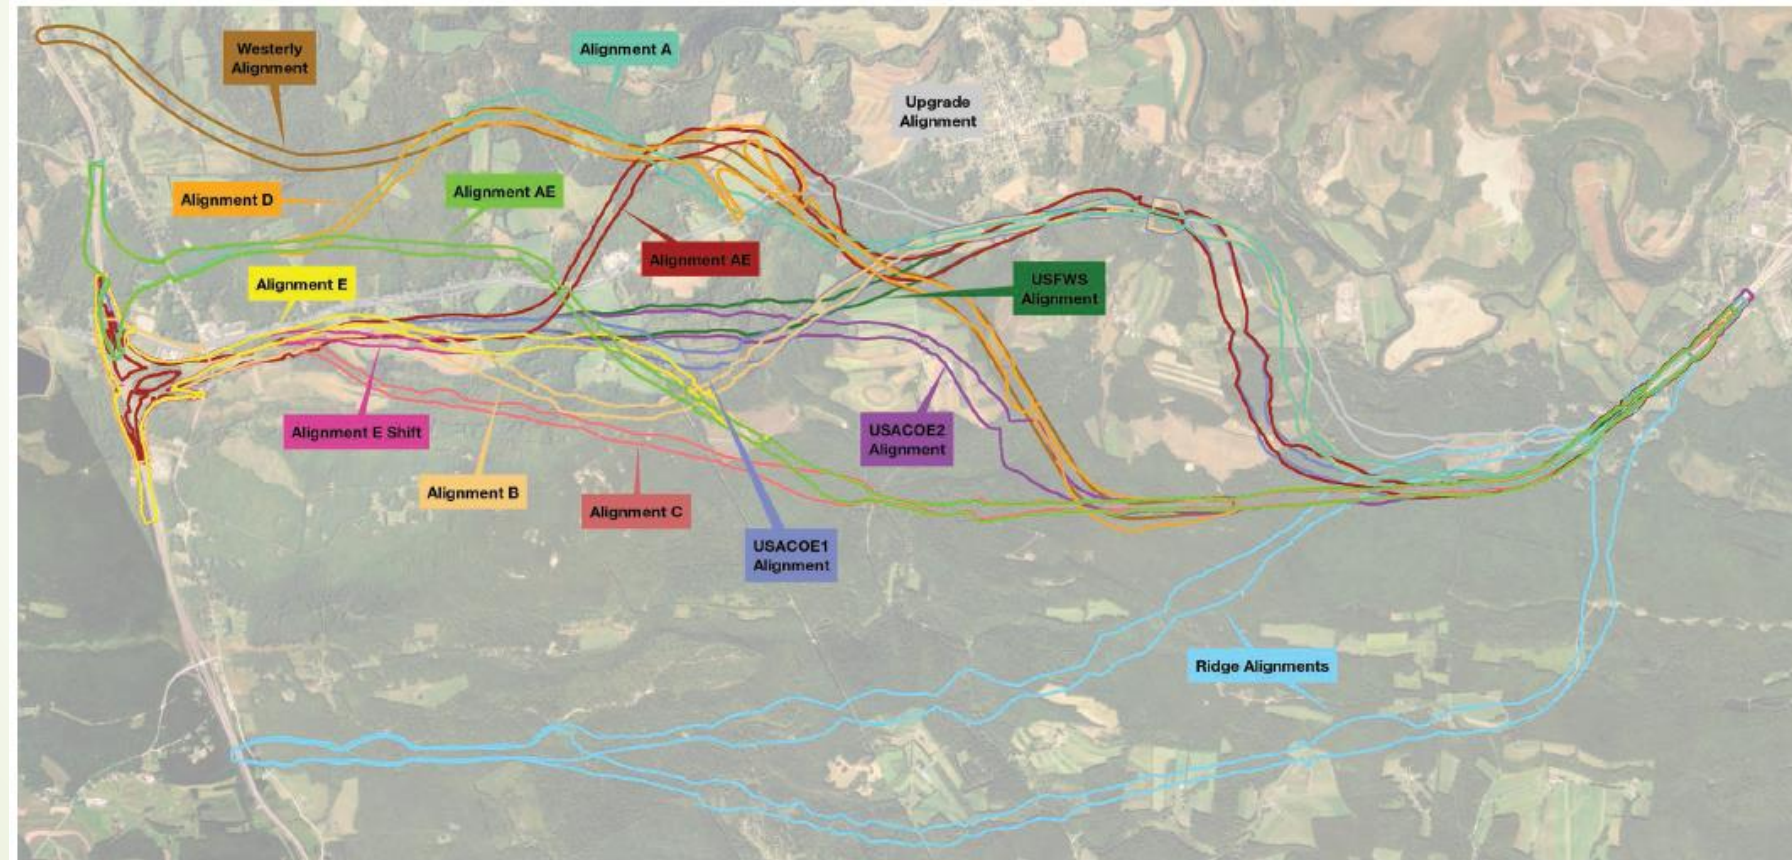 Westerly
Alignment
Alignment A
Upgrade
Alignment
Alignment D
Alignment AE
Alignment AE
Alignment E
USFWS
Alignment
Alignment E Shift
USACOE2
Alignment
Alignment B
Alignment C
USACOE1
Alignment
Ridge Alignments